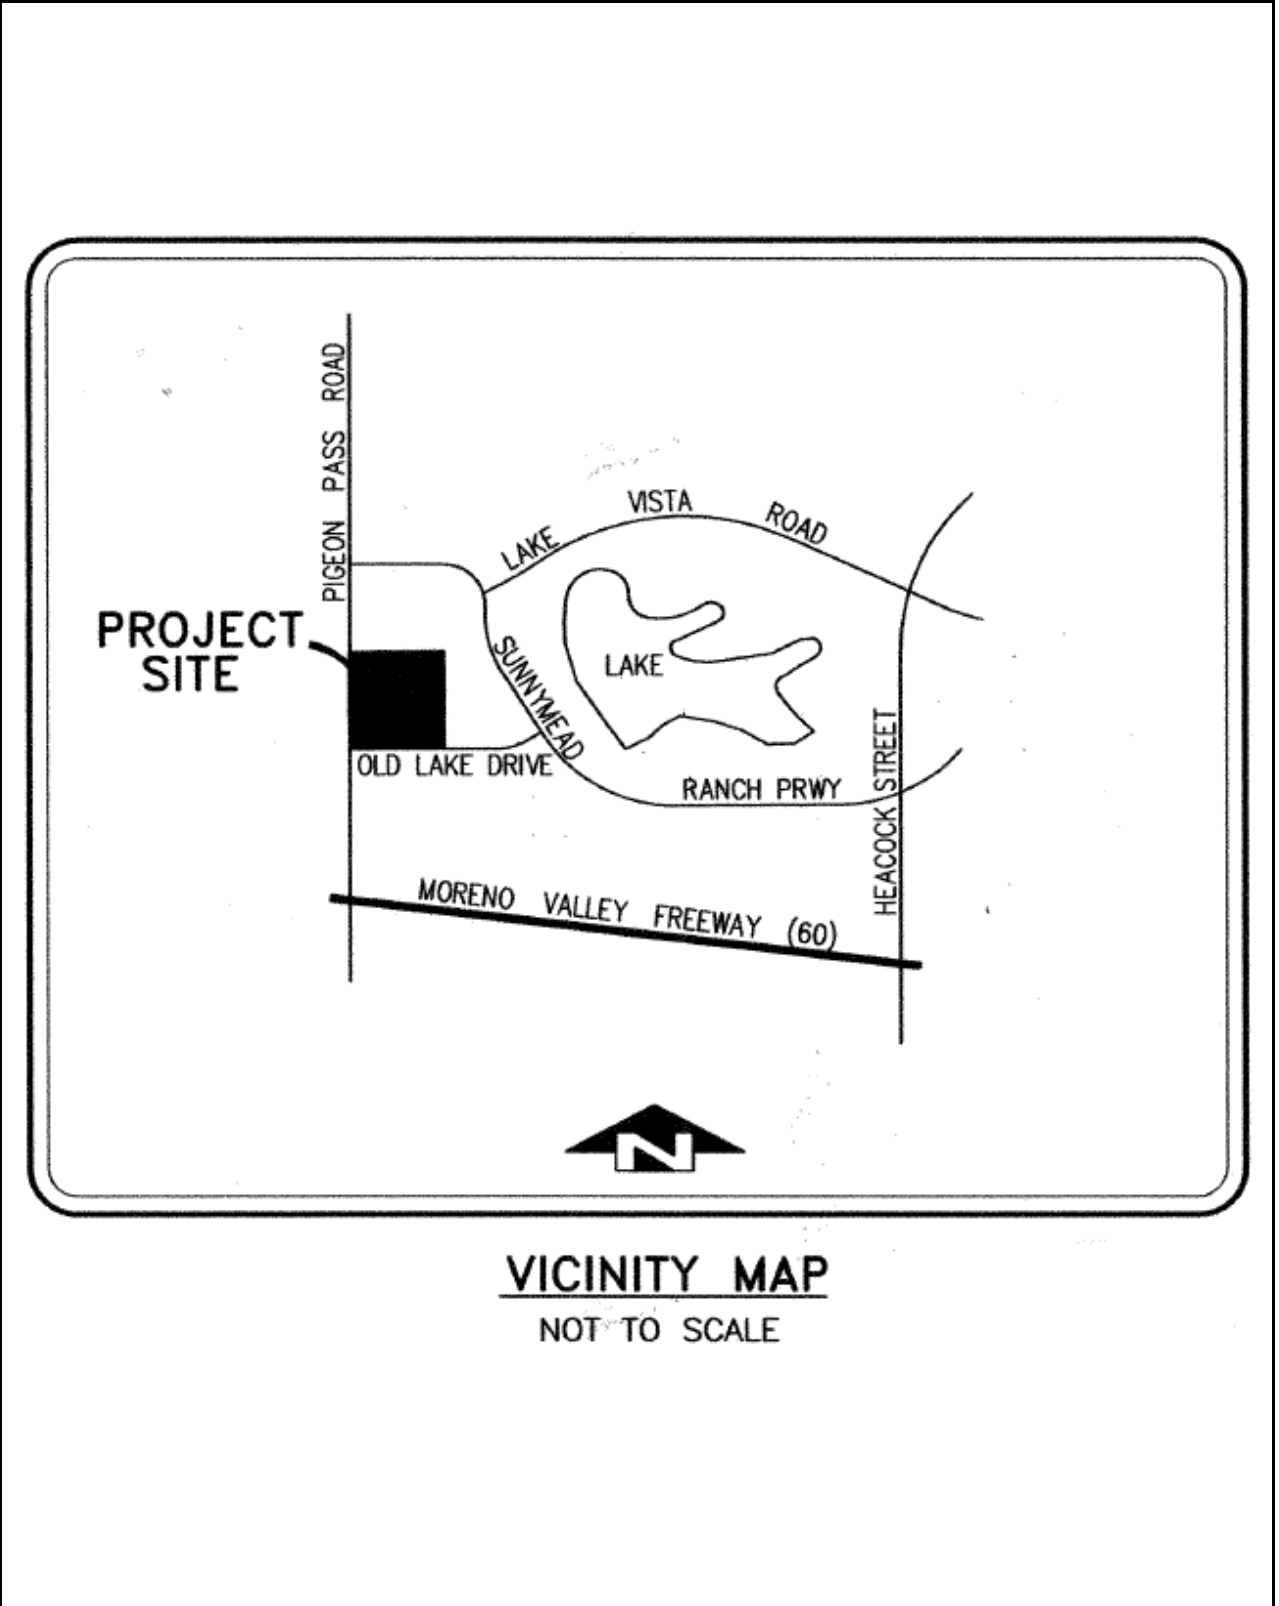 PIGEON PASS ROAD
LAKE VISTA ROAD
PROJECT
SITE
SUNNYMEAD
LAKE
OLD LAKE DRIVE
RANCH PRWY
HEACOCK STREET
MORENO VALLEY FREEWAY (60)
N
VICINITY MAP
NOT TO SCALE